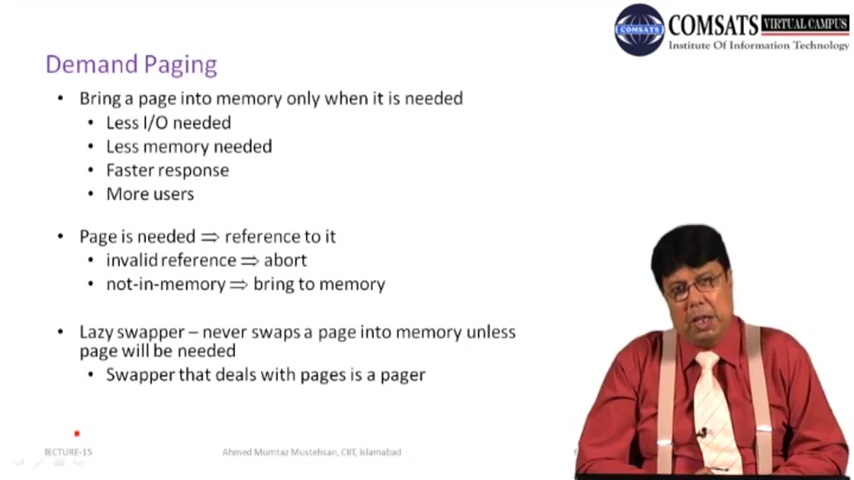 COMSATS
COMSATS VIRTUAL CAMPUS
Institute Of Information Technology
Demand Paging
• Bring a page into memory only when it is needed
• Less I/O needed
• Less memory needed
• Faster response
• More users
• Page is needed ⇒ reference to it
• invalid reference ⇒ abort
• not-in-memory ⇒ bring to memory
• Lazy swapper – never swaps a page into memory unless
page will be needed
• Swapper that deals with pages is a pager
LECTURE-15 Ahmed Mumtaz Mustehsan, CIIT, Islamabad